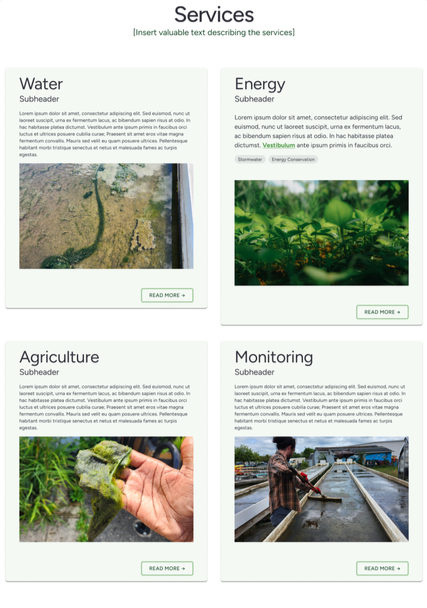 Services
[Insert valuable text describing the services]
Water
Subheader
Lorem ipsum dolor sit amet, consectetur adipiscing elit. Sed euismod, nunc ut
laoreet suscipit, urna ex fermentum lacus, ac bibendum sapien risus at odio. In
hac habitasse platea dictumst. Vestibulum ante ipsum primis in faucibus orci
luctus et ultrices posuere cubilia curae; Praesent sit amet eros vitae magna
fermentum convallis. Mauris sed velit eu quam posuere velit. Pellentesque
habitant morbi tristique senectus et netus et malesuada fames ac turpis
egestas.
READ MORE →
Energy
Subheader
Lorem ipsum dolor sit amet, consectetur adipiscing elit. Sed
euismod, nunc ut laoreet suscipit, urna ex fermentum lacus,
ac bibendum sapien risus at odio. In hac habitasse platea
dictumst. Vestibulum ante ipsum primis in faucibus orci.
Stormwater
Energy Conservation
READ MORE →
Agriculture
Subheader
Lorem ipsum dolor sit amet, consectetur adipiscing elit. Sed euismod, nunc ut
laoreet suscipit, urna ex fermentum lacus, ac bibendum sapien risus at odio. In
hac habitasse platea dictumst. Vestibulum ante ipsum primis in faucibus orci
luctus et ultrices posuere cubilia curae; Praesent sit amet eros vitae magna
fermentum convallis. Mauris sed velit eu quam posuere velit. Pellentesque
habitant morbi tristique senectus et netus et malesuada fames ac turpis
egestas.
READ MORE →
Monitoring
Subheader
Lorem ipsum dolor sit amet, consectetur adipiscing elit. Sed euismod, nunc ut
laoreet suscipit, urna ex fermentum lacus, ac bibendum sapien risus at odio. In
hac habitasse platea dictumst. Vestibulum ante ipsum primis in faucibus orci
luctus et ultrices posuere cubilia curae; Praesent sit amet eros vitae magna
fermentum convallis. Mauris sed velit eu quam posuere velit. Pellentesque
habitant morbi tristique senectus et netus et malesuada fames ac turpis
egestas.
READ MORE →